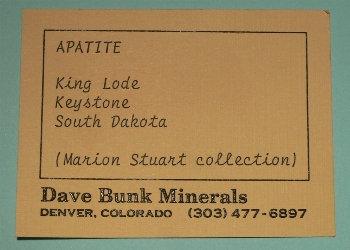 APATITE
King Lode
Keystone
South Dakota
(Marion Stuart collection)
Dave Bunk Minerals
DENVER, COLORADO (303) 477-6897